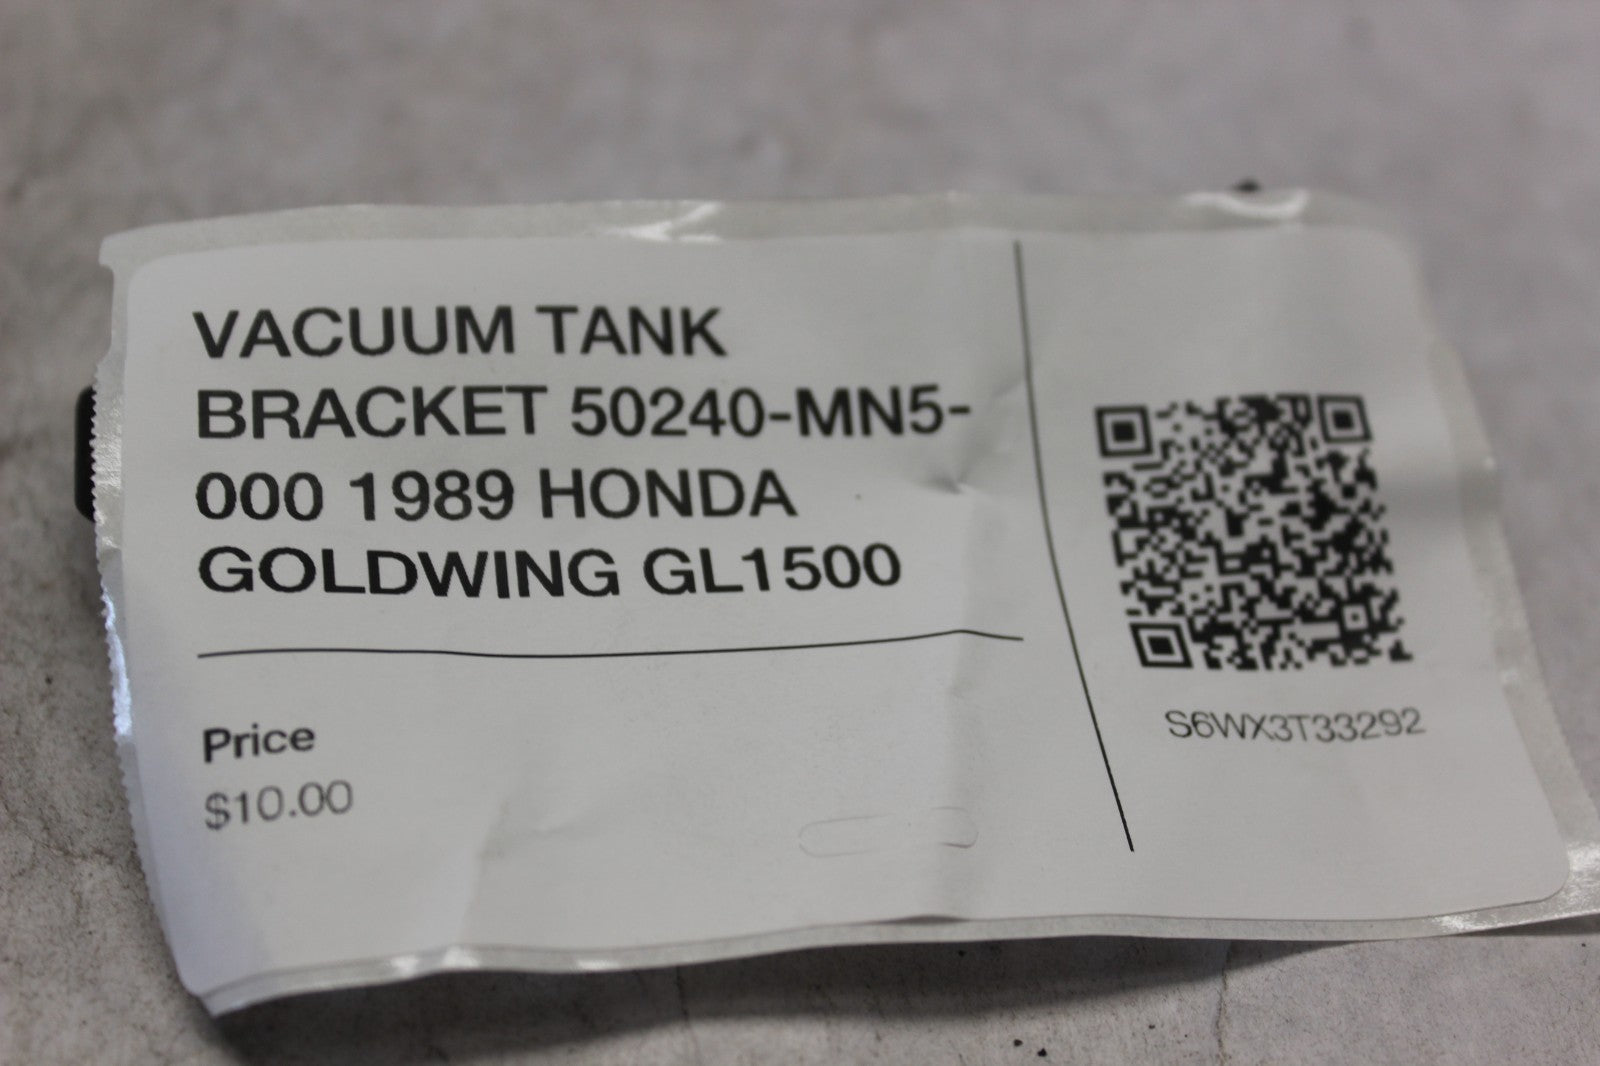 VACUUM TANK
BRACKET 50240-MN5-
000 1989 HONDA
GOLDWING GL1500
Price
$10.00
S6WX3T33292